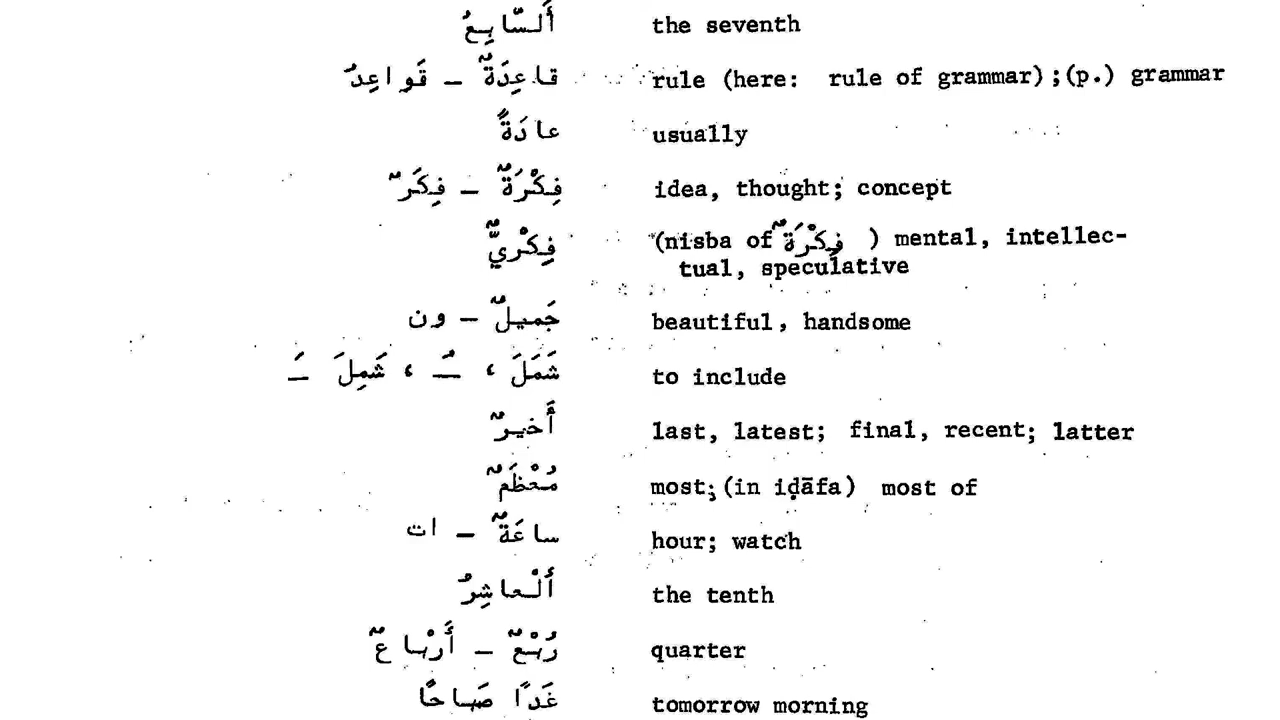 أَلسّابِعُ the seventh
قاعِدَةٌ – قَواعِدُ rule (here: rule of grammar);(p.) grammar
عادَةً usually
فِكْرَةٌ – فِكَرٌ idea, thought; concept
فِكْرِيٌّ (nisba of فِكْرَةٌ ) mental, intellec-
tual, speculative
جَميلٌ – ون beautiful, handsome
شَمَلَ ، ـُ ، شَمِلَ ـَ to include
أَخيرٌ last, latest; final, recent; latter
مُعْظَمٌ most; (in iḍāfa) most of
ساعَةٌ – ات hour; watch
أَلْعاشِرُ the tenth
رُبْعٌ – أَرْباعٌ quarter
غَدًا صَباحًا tomorrow morning